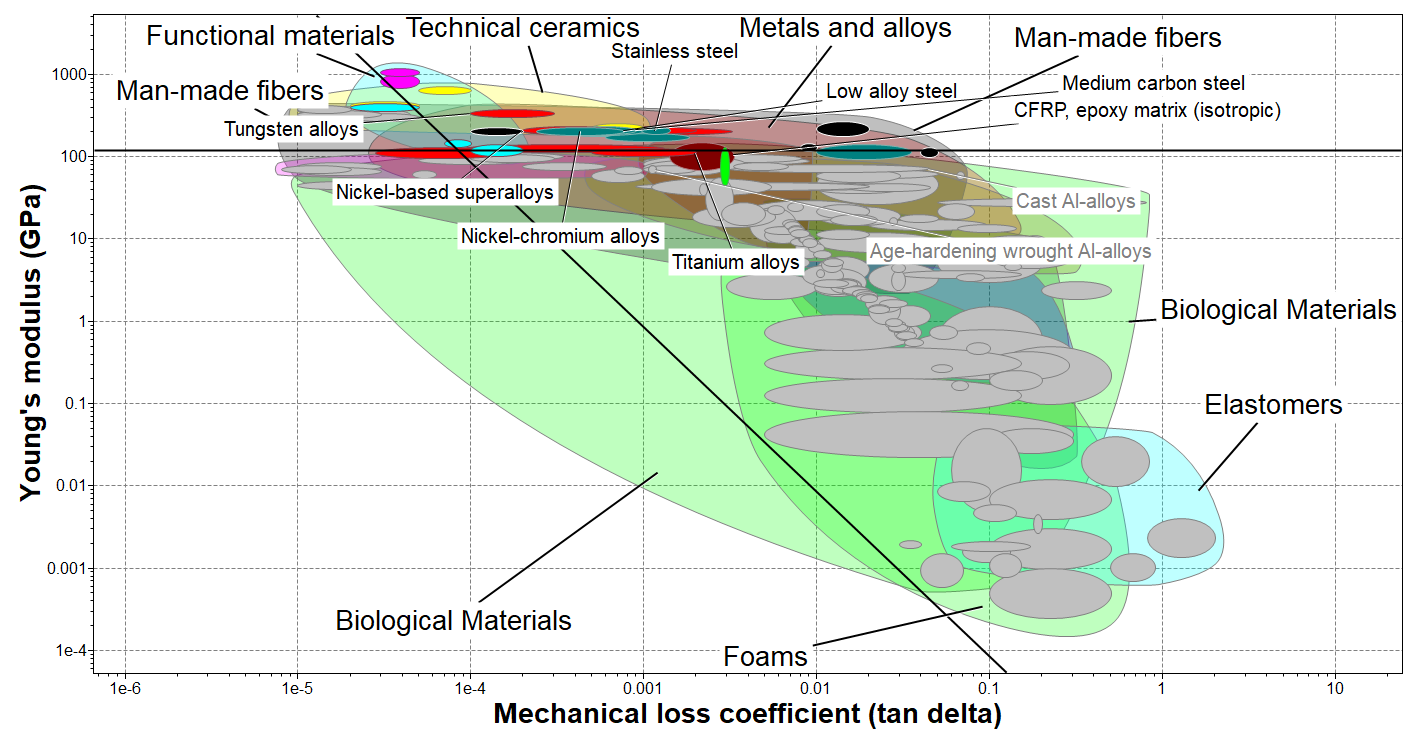 Functional materials
Technical ceramics
Metals and alloys
Man-made fibers
Stainless steel
Medium carbon steel
Man-made fibers
Low alloy steel
CFRP, epoxy matrix (isotropic)
Tungsten alloys
Nickel-based superalloys
Cast Al-alloys
Nickel-chromium alloys
Age-hardening wrought Al-alloys
Titanium alloys
Biological Materials
Elastomers
Biological Materials
Foams
Young's modulus (GPa)
1000
100
10
1
0.1
0.01
0.001
1e-4
1e-6
1e-5
1e-4
0.001
0.01
0.1
1
10
Mechanical loss coefficient (tan delta)